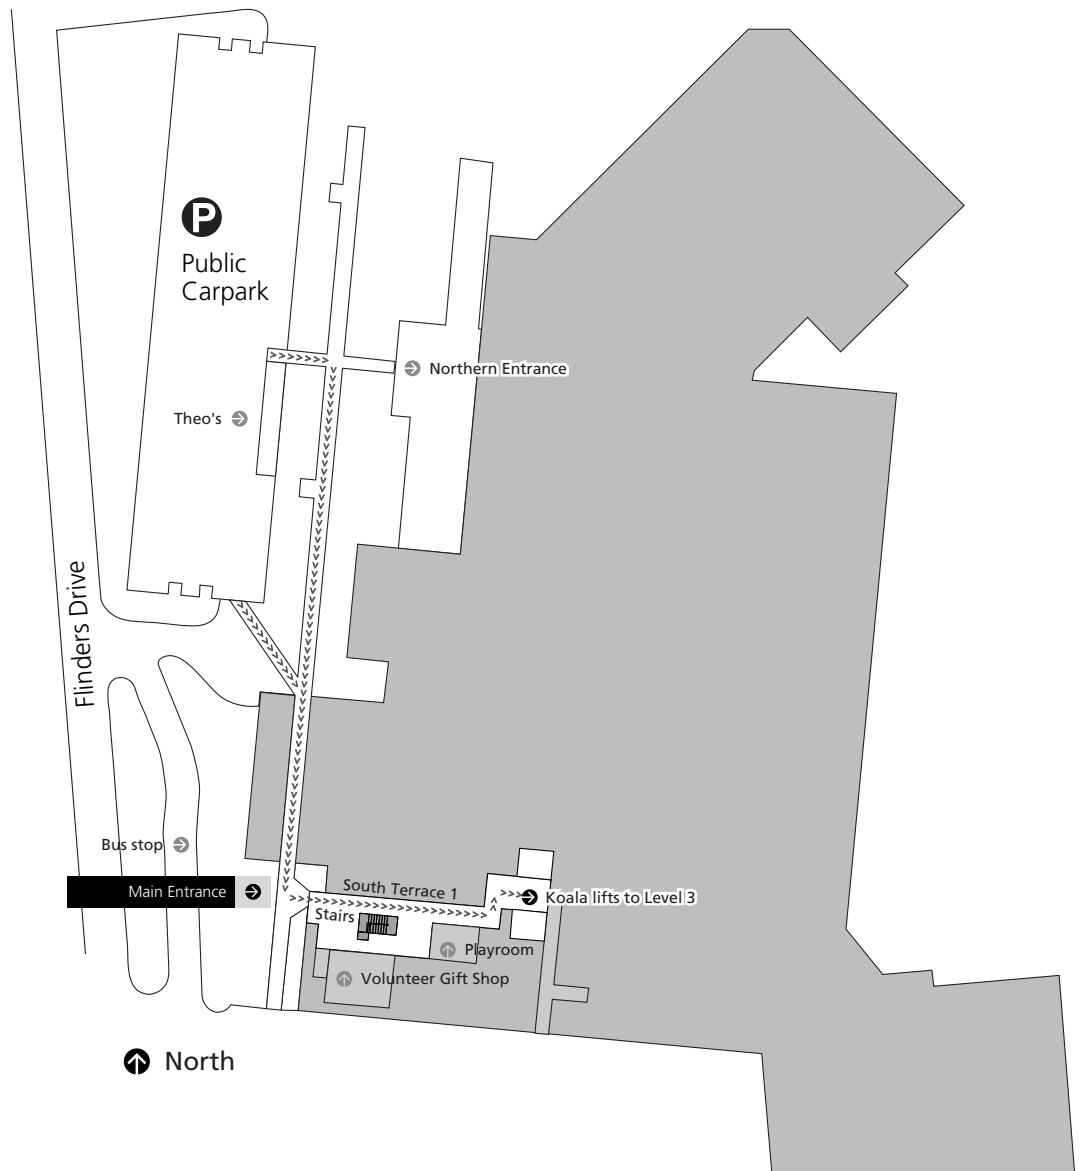 P
Public
Carpark
Northern Entrance
Theo's
Flinders Drive
Bus stop
Main Entrance
South Terrace 1
Koala lifts to Level 3
Stairs
Playroom
Volunteer Gift Shop
North